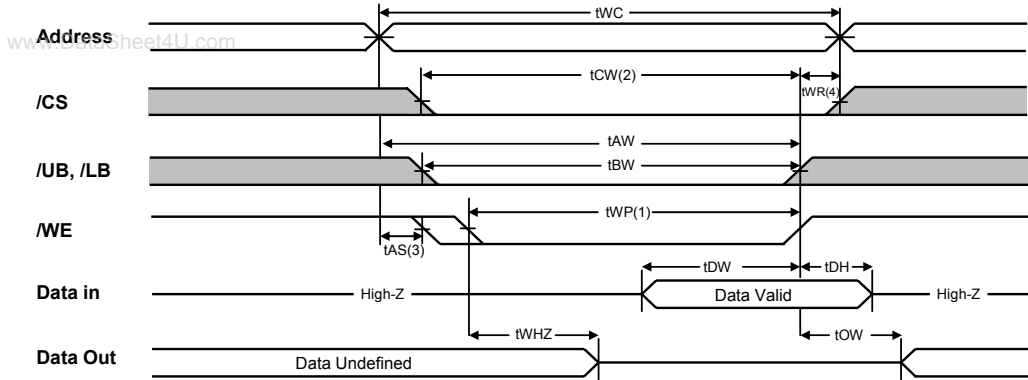 tWC
Address
www.DataSheet4U.com
tCW(2)
tWR(4)
/CS
tAW
/UB, /LB
tBW
tWP(1)
/WE
tAS(3)
tDW
tDH
Data in
High-Z
Data Valid
High-Z
tWHZ
tOW
Data Out
Data Undefined